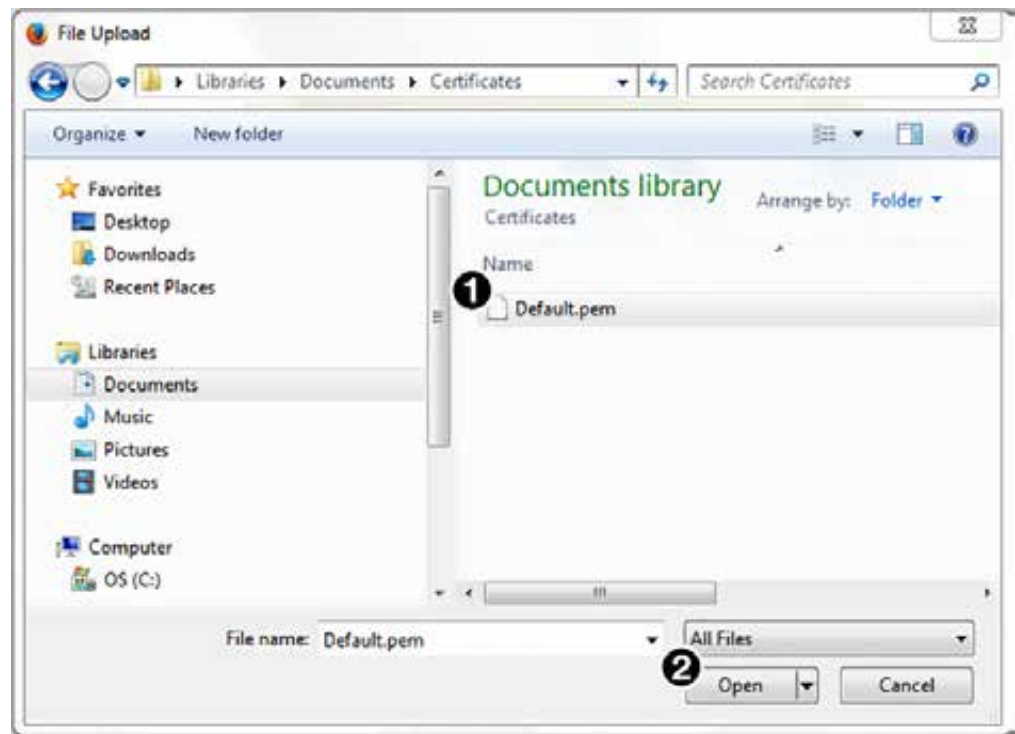 File Upload
Libraries Documents Certificates
Search Certificates
Organize New folder
Favorites
Desktop
Downloads
Recent Places
Libraries
Documents
Music
Pictures
Videos
Computer
OS (C:)
Documents library
Certificates
Arrange by: Folder
Name
1
Default.pem
File name: Default.pem
All Files
2
Open
Cancel